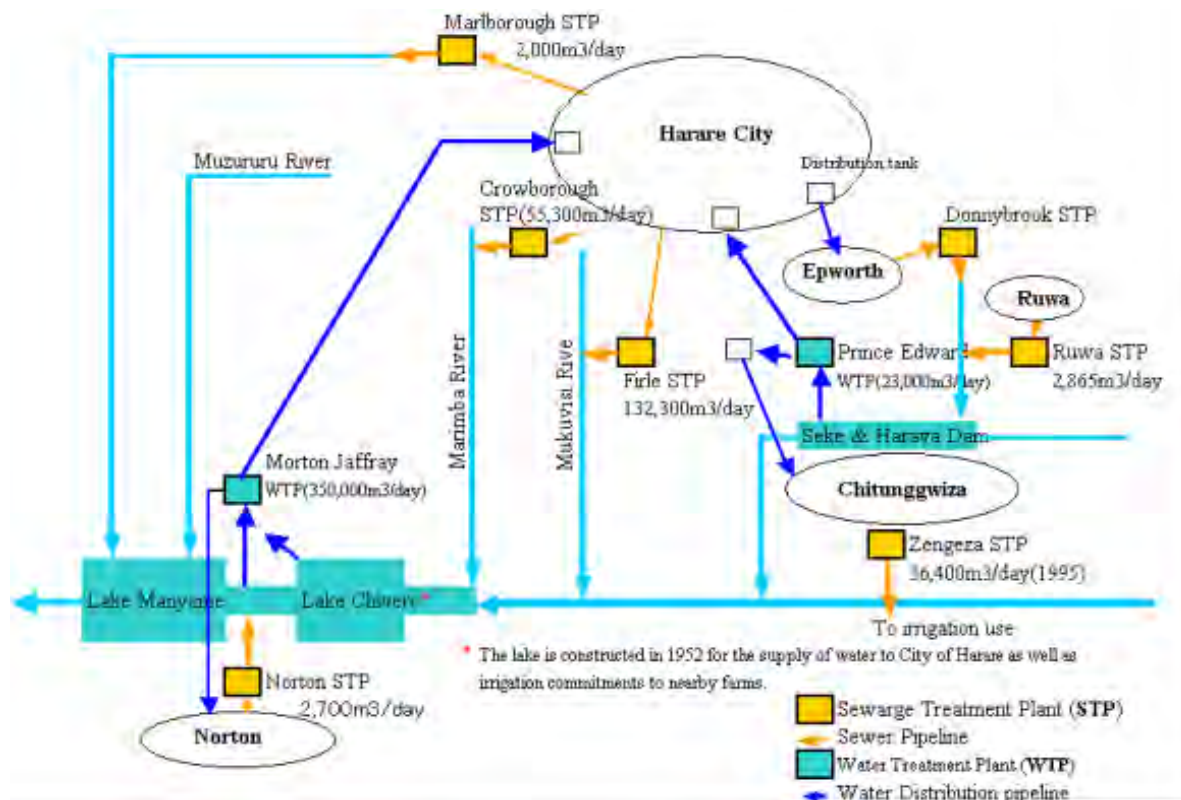 Marlborough STP
2,000m3/day
Harare City
Muzururu River
Distribution tank
Crowborough
STP(55,300m3/day)
Donnybrook STP
Epworth
Ruwa
Prince Edward
WTP(23,000m3/day)
Ruwa STP
2,865m3/day
Firle STP
132,300m3/day
Marimba River
Mukuvisi Rive
Seke & Harava Dam
Morton Jaffray
WTP(350,000m3/day)
Chitunggwiza
Zengeza STP
36,400m3/day(1995)
Lake Manyame
Lake Chivero*
To irrigation use
* The lake is constructed in 1952 for the supply of water to City of Harare as well as
irrigation commitments to nearby farms.
Norton STP
2,700m3/day
Norton
Sewarge Treatment Plant (STP)
Sewer Pipeline
Water Treatment Plant (WTP)
Water Distribution pipeline